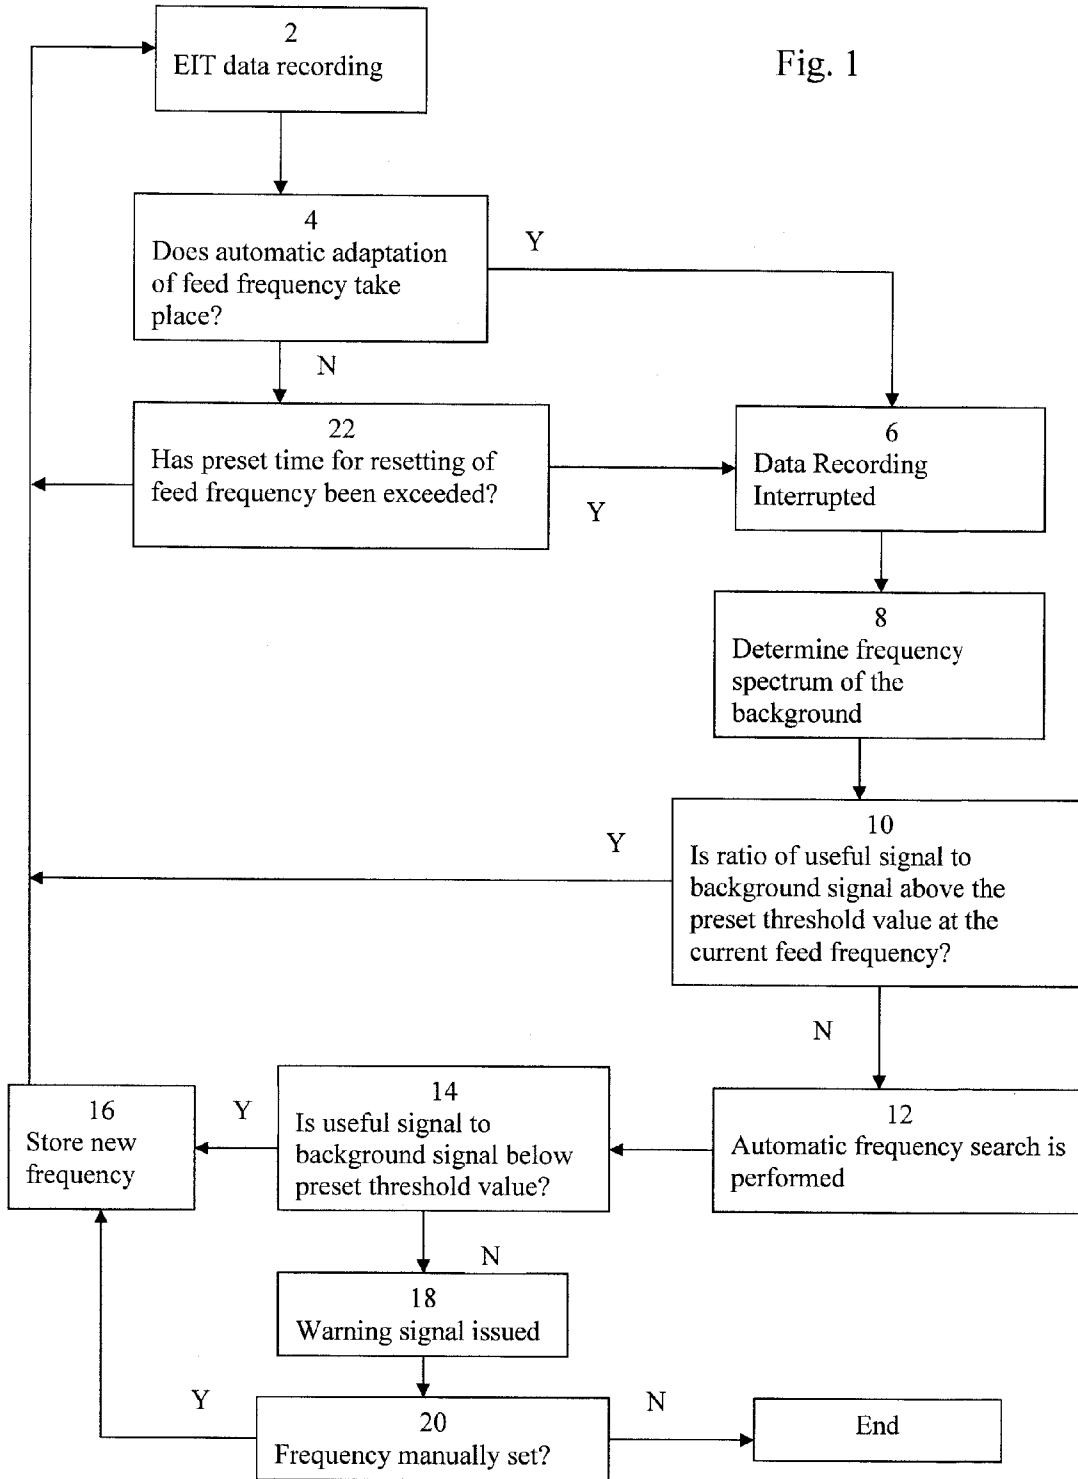 Fig. 1
2
EIT data recording
4
Does automatic adaptation
of feed frequency take
place?
Y
N
22
Has preset time for resetting of
feed frequency been exceeded?
Y
6
Data Recording
Interrupted
8
Determine frequency
spectrum of the
background
10
Is ratio of useful signal to
background signal above the
preset threshold value at the
current feed frequency?
Y
N
12
Automatic frequency search is
performed
14
Is useful signal to
background signal below
preset threshold value?
Y
16
Store new
frequency
N
18
Warning signal issued
20
Frequency manually set?
Y
N
End